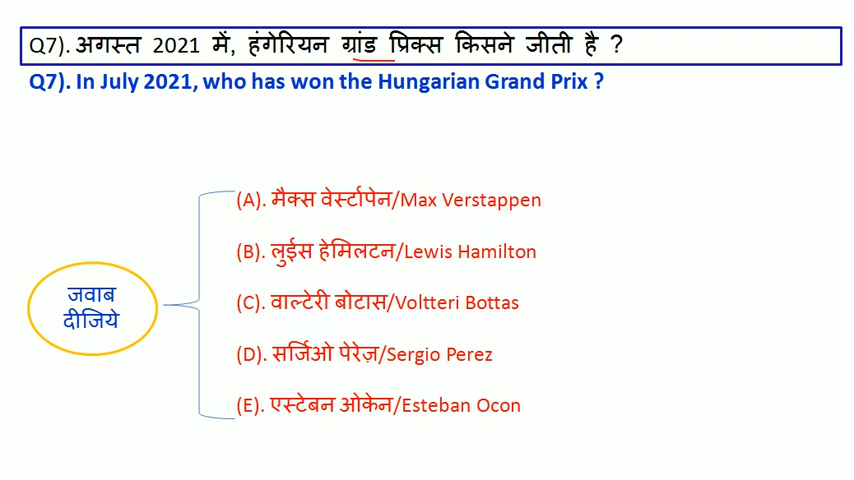 Q7). अगस्त 2021 में, हंगेरियन ग्रांड प्रिक्स किसने जीती है ?
Q7). In July 2021, who has won the Hungarian Grand Prix ?
(A). मैक्स वेर्स्टापेन/Max Verstappen
(B). लुईस हेमिलटन/Lewis Hamilton
जवाब
दीजिये
(C). वाल्टेरी बोटास/Voltteri Bottas
(D). सर्जिओ पेरेज़/Sergio Perez
(E). एस्टेबन ओकेन/Esteban Ocon